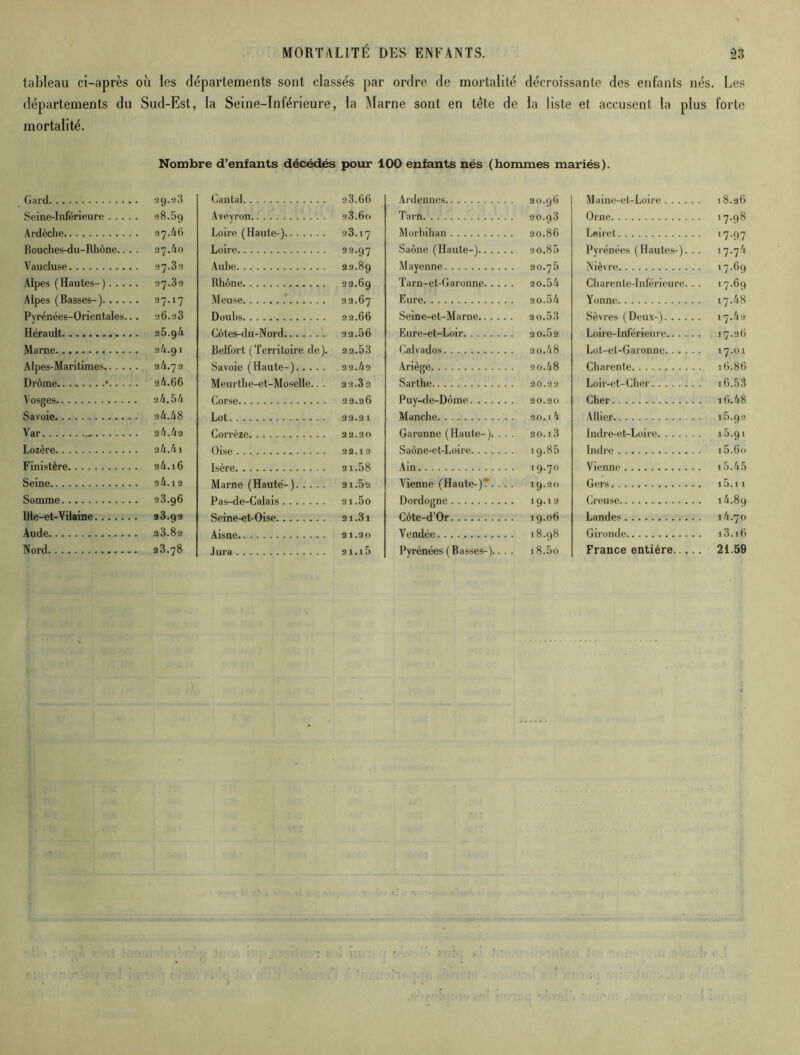 MORTALITÉ DES ENFANTS. 23
tableau ci-après où les départements sont classés par ordre de mortalité décroissante des enfants nés. Les
départements du Sud-Est, la Seine-Inférieure, la Marne sont en tête de la liste et accusent la plus forte
mortalité.
Nombre d'enfants décédés pour 100 enfants nés (hommes mariés).
Gard 29.23
Seine-Inférieure 28.59
Ardèche 27.46
Bouches-du-Rhône 27.40
Vaucluse 27.32
Alpes (Hautes-) 27.32
Alpes (Basses-) 27.17
Pyrénées-Orientales 26.23
Hérault 25.94
Marne 24.91
Alpes-Maritimes 24.72
Drôme 24.66
Vosges 24.54
Savoie 24.48
Var 24.42
Lozère 24.41
Finistère 24.16
Seine 24.12
Somme 23.96
Ille-et-Vilaine 23.92
Aude 23.82
Nord 23.78
Cantal 23.66
Aveyron 23.60
Loire (Haute-) 23.17
Loire 22.97
Aube 22.89
Rhône 22.69
Meuse 22.67
Doubs 22.66
Côtes-du-Nord 22.56
Belfort (Territoire de). 22.53
Savoie (Haute-) 22.42
Meurthe-et-Moselle 22.32
Corse 22.26
Lot 22.21
Corrèze 22.20
Oise 22.12
Isère 21.58
Marne (Haute-) 21.52
Pas-de-Calais 21.50
Seine-et-Oise 21.31
Aisne 21.20
Jura 21.15
Ardennes 20.96
Tarn 20.93
Morbihan 20.86
Saône (Haute-) 20.85
Mayenne 20.75
Tarn-et-Garonne 20.54
Eure 20.54
Seine-et-Marne 20.53
Eure-et-Loir 20.52
Calvados 20.48
Ariège 20.48
Sarthe 20.22
Puy-de-Dôme 20.20
Manche 20.14
Garonne (Haute-) 20.13
Saône-et-Loire 19.85
Ain 19.70
Vienne (Haute-) 19.20
Dordogne 19.12
Côte-d'Or 19.06
Vendée 18.98
Pyrénées (Basses-) 18.50
Maine-et-Loire 18.26
Orne 17.98
Loiret 17.97
Pyrénées (Hautes-) 17.74
Nièvre 17.69
Charente-Inférieure 17.69
Yonne 17.48
Sèvres (Deux-) 17.42
Loire-Inférieure 17.26
Lot-et-Garonne 17.01
Charente 16.86
Loir-et-Cher 16.53
Cher 16.48
Allier 15.92
Indre-et-Loire 15.91
Indre 15.60
Vienne 15.45
Gers 15.11
Creuse 14.89
Landes 14.70
Gironde 13.16
France entière 21.59